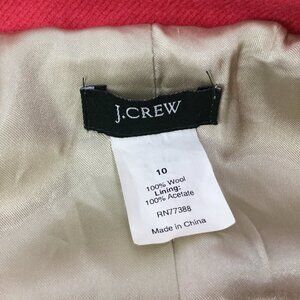 J.CREW
10
100% Wool
Lining:
100% Acetate
RN77388
Made in China